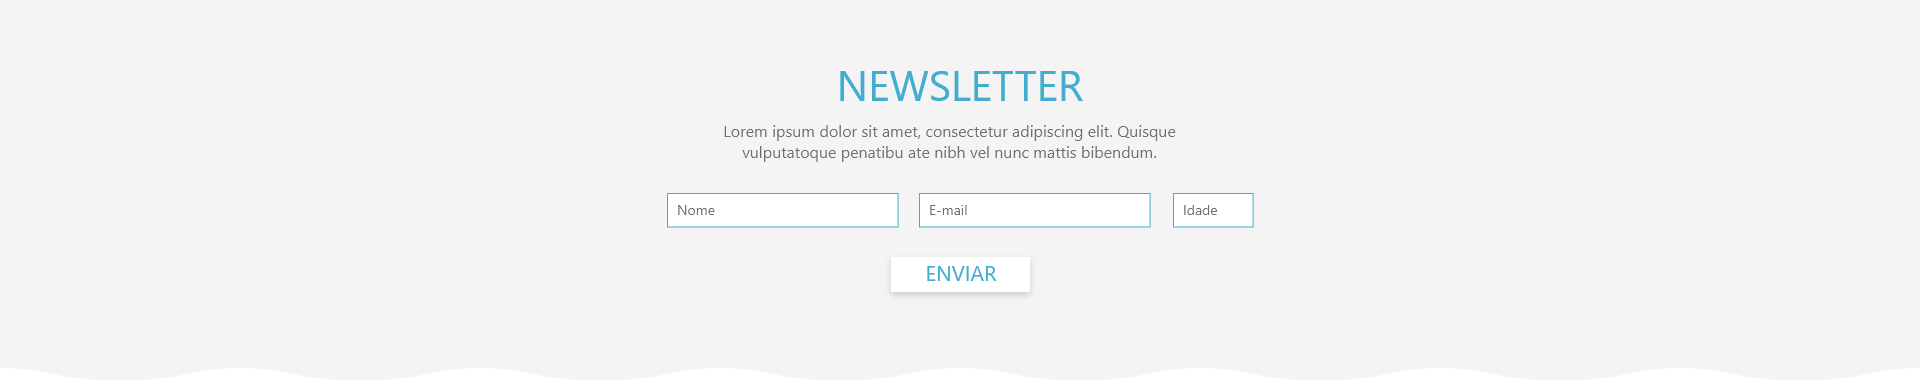 NEWSLETTER
Lorem ipsum dolor sit amet, consectetur adipiscing elit. Quisque
vulputatoque penatibu ate nibh vel nunc mattis bibendum.
Nome
E-mail
Idade
ENVIAR